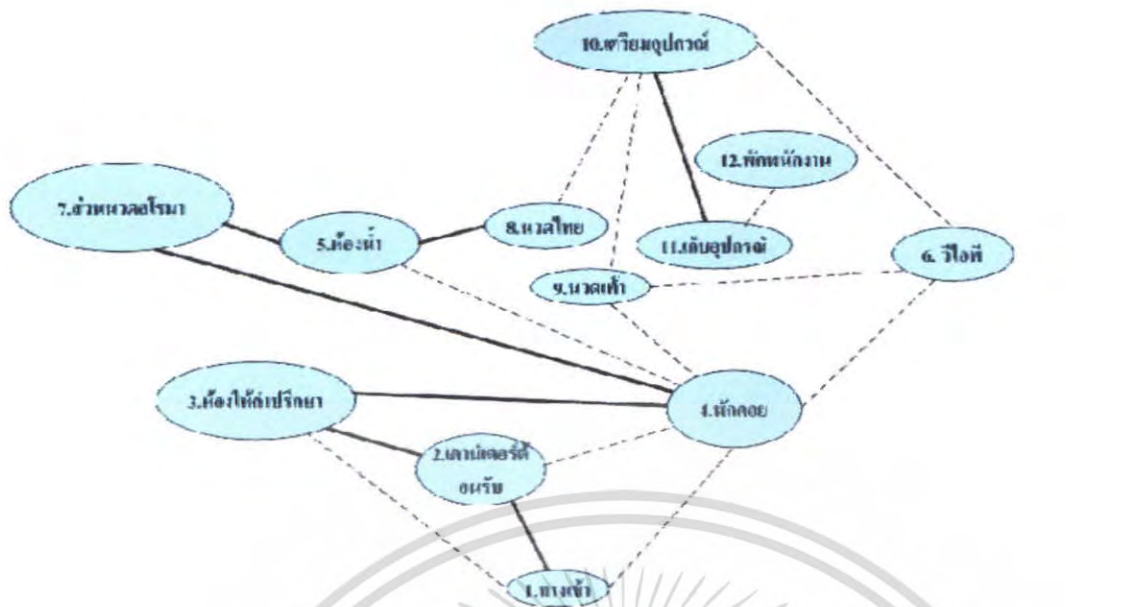 10.เตรียมอุปกรณ์
12.พักพนักงาน
7.ส่วนนวดอโรมา
8.นวดไทย
5.ห้องน้ำ
11.เก็บอุปกรณ์
6. วีไอพี
9.นวดเท้า
3.ห้องให้คำปรึกษา
4.พักคอย
2.เคาน์เตอร์ต้
อนรับ
1.ทางเข้า